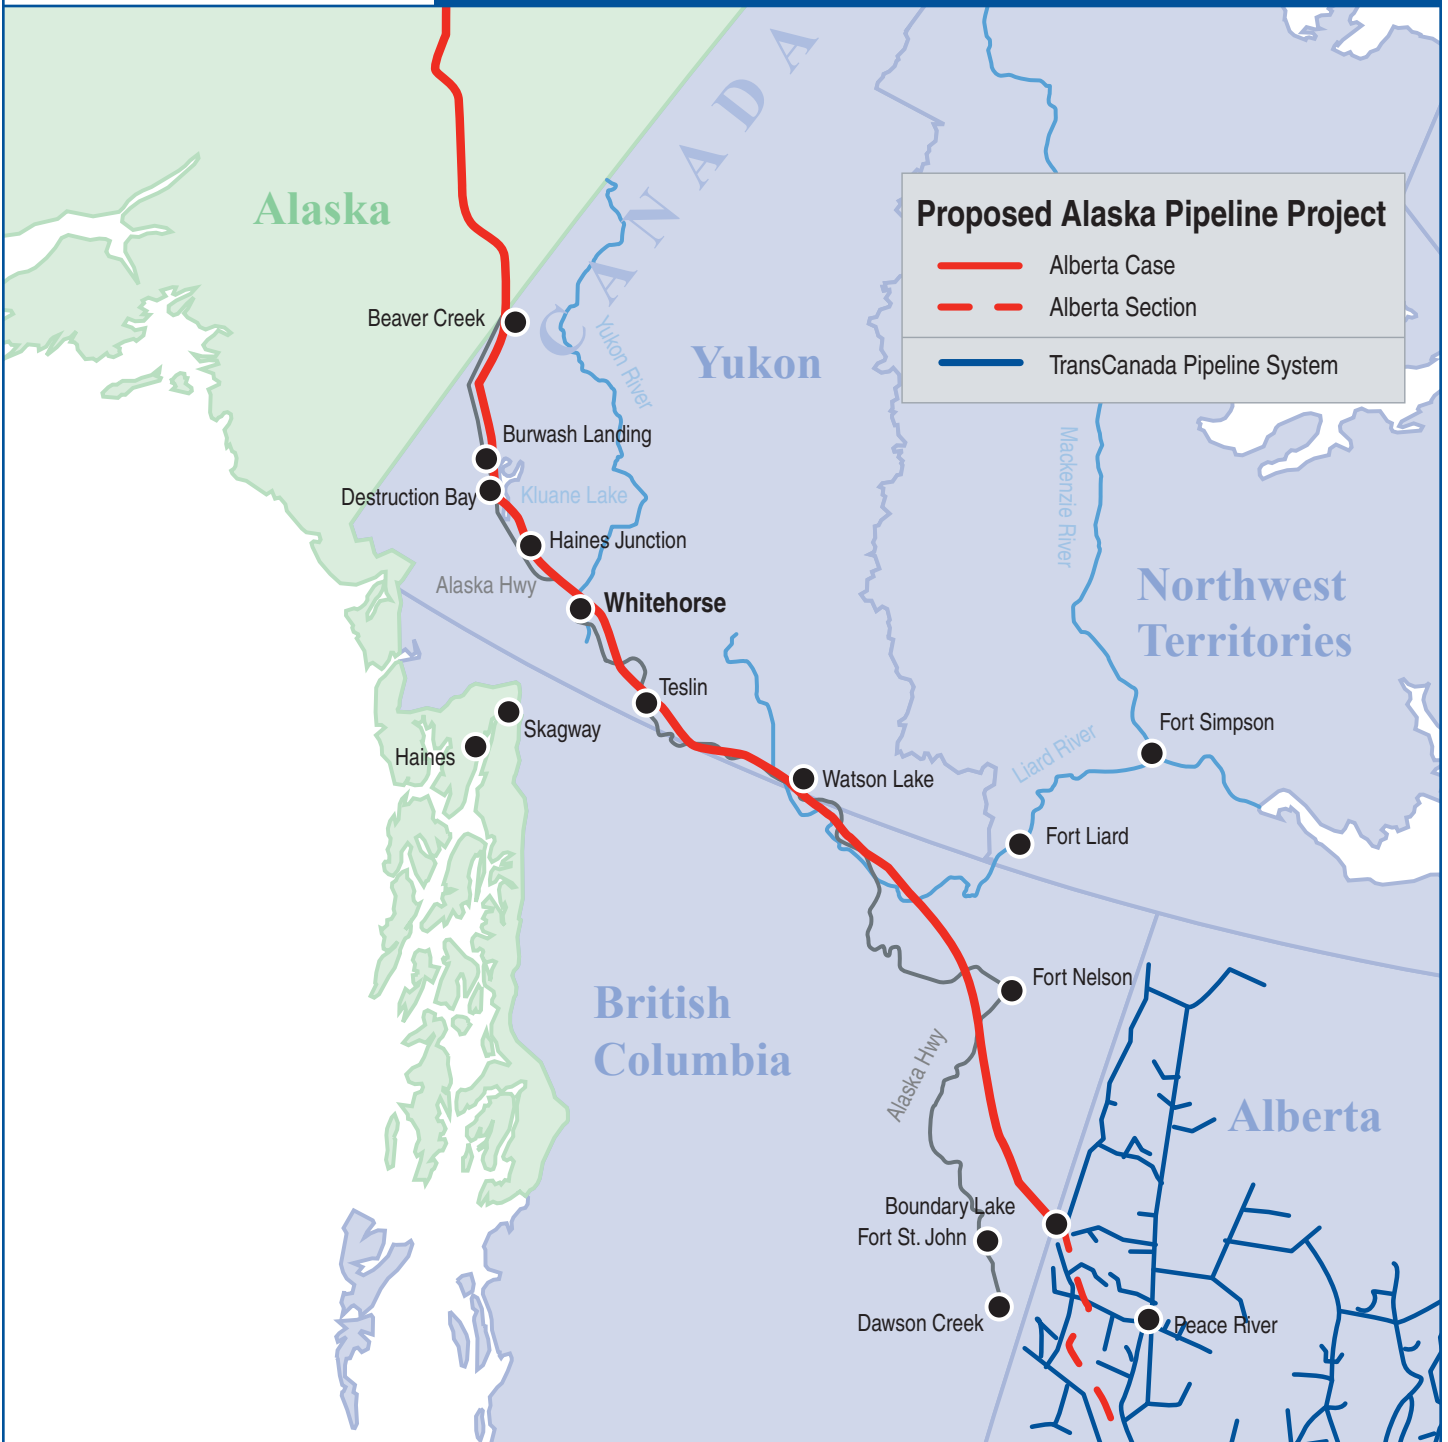 CANADA
Alaska
Proposed Alaska Pipeline Project
Alberta Case
Alberta Section
TransCanada Pipeline System
Beaver Creek
Yukon River
Yukon
Burwash Landing
Mackenzie River
Destruction Bay
Kluane Lake
Haines Junction
Alaska Hwy
Whitehorse
Northwest
Territories
Teslin
Skagway
Haines
Fort Simpson
Liard River
Watson Lake
Fort Liard
Fort Nelson
British
Columbia
Alaska Hwy
Alberta
Boundary Lake
Fort St. John
Dawson Creek
Peace River